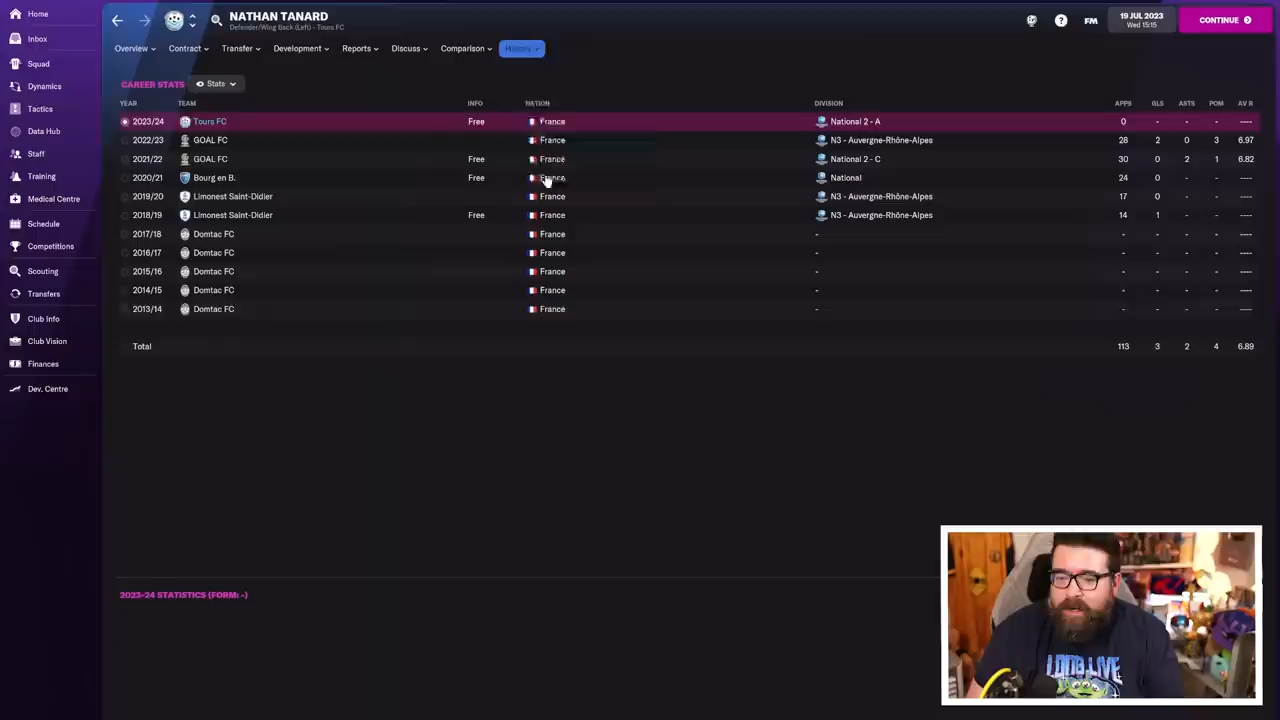 Home
Inbox
Squad
Dynamics
Tactics
Data Hub
Staff
Training
Medical Centre
Schedule
Competitions
Scouting
Transfers
Club Info
Club Vision
Finances
Dev. Centre
NATHAN TANARD
Defender/Wing Back (Left) - Tours FC
FM
19 JUL 2023
Wed 15:15
CONTINUE
Overview Contract Transfer Development Reports Discuss Comparison History
CAREER STATS Stats
YEAR TEAM INFO NATION DIVISION APPS GLS ASTS POM AV R
2023/24 Tours FC Free France National 2 - A 0 - - - ----
2022/23 GOAL FC France N3 - Auvergne-Rhône-Alpes 28 2 0 3 6.97
2021/22 GOAL FC Free France National 2 - C 30 0 2 1 6.82
2020/21 Bourg en B. Free France National 24 0 - - ----
2019/20 Limonest Saint-Didier France N3 - Auvergne-Rhône-Alpes 17 0 - - ----
2018/19 Limonest Saint-Didier Free France N3 - Auvergne-Rhône-Alpes 14 1 - - ----
2017/18 Domtac FC France - - - - - ----
2016/17 Domtac FC France - - - - - ----
2015/16 Domtac FC France - - - - - ----
2014/15 Domtac FC France - - - - - ----
2013/14 Domtac FC France - - - - - ----
Total 113 3 2 4 6.89
2023-24 STATISTICS (FORM: -)
LONG LIVE